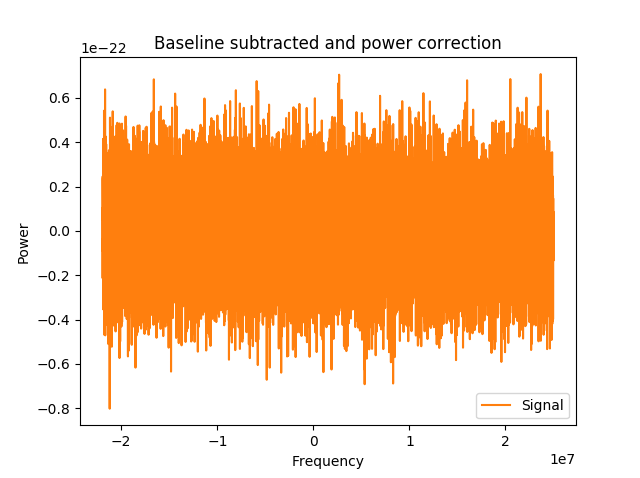 Baseline subtracted and power correction
1e−22
0.6
0.4
0.2
0.0
−0.2
−0.4
−0.6
−0.8
Power
Signal
−2
−1
0
1
2
Frequency
1e7